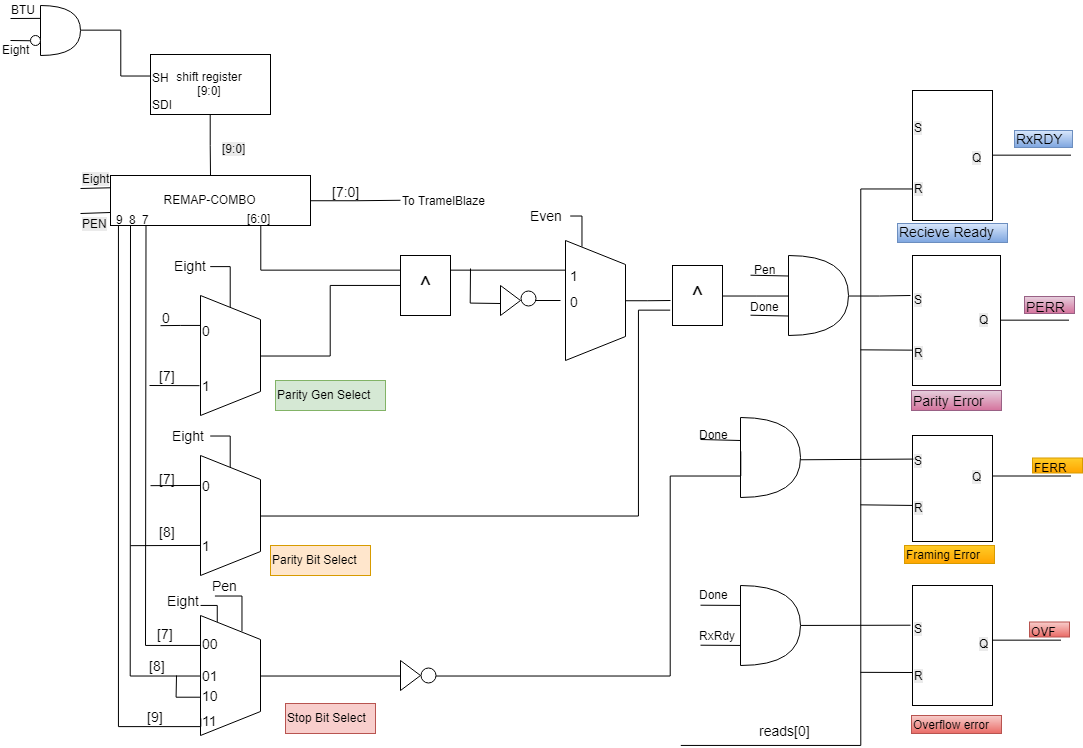 BTU
Eight
SH shift register
[9:0]
SDI
[9:0]
Eight
REMAP-COMBO
[7:0]
To TramelBlaze
PEN
9 8 7
[6:0]
Eight
0
0
[7]
1
Parity Gen Select
^
Even
1
0
^
Pen
Done
Eight
[7]
0
[8]
1
Parity Bit Select
Pen
Eight
[7]
00
[8]
01
10
[9]
11
Stop Bit Select
Done
Done
RxRdy
reads[0]
S
Q
R
RxRDY
Recieve Ready
S
Q
R
PERR
Parity Error
S
Q
R
FERR
Framing Error
S
Q
R
OVF
Overflow error